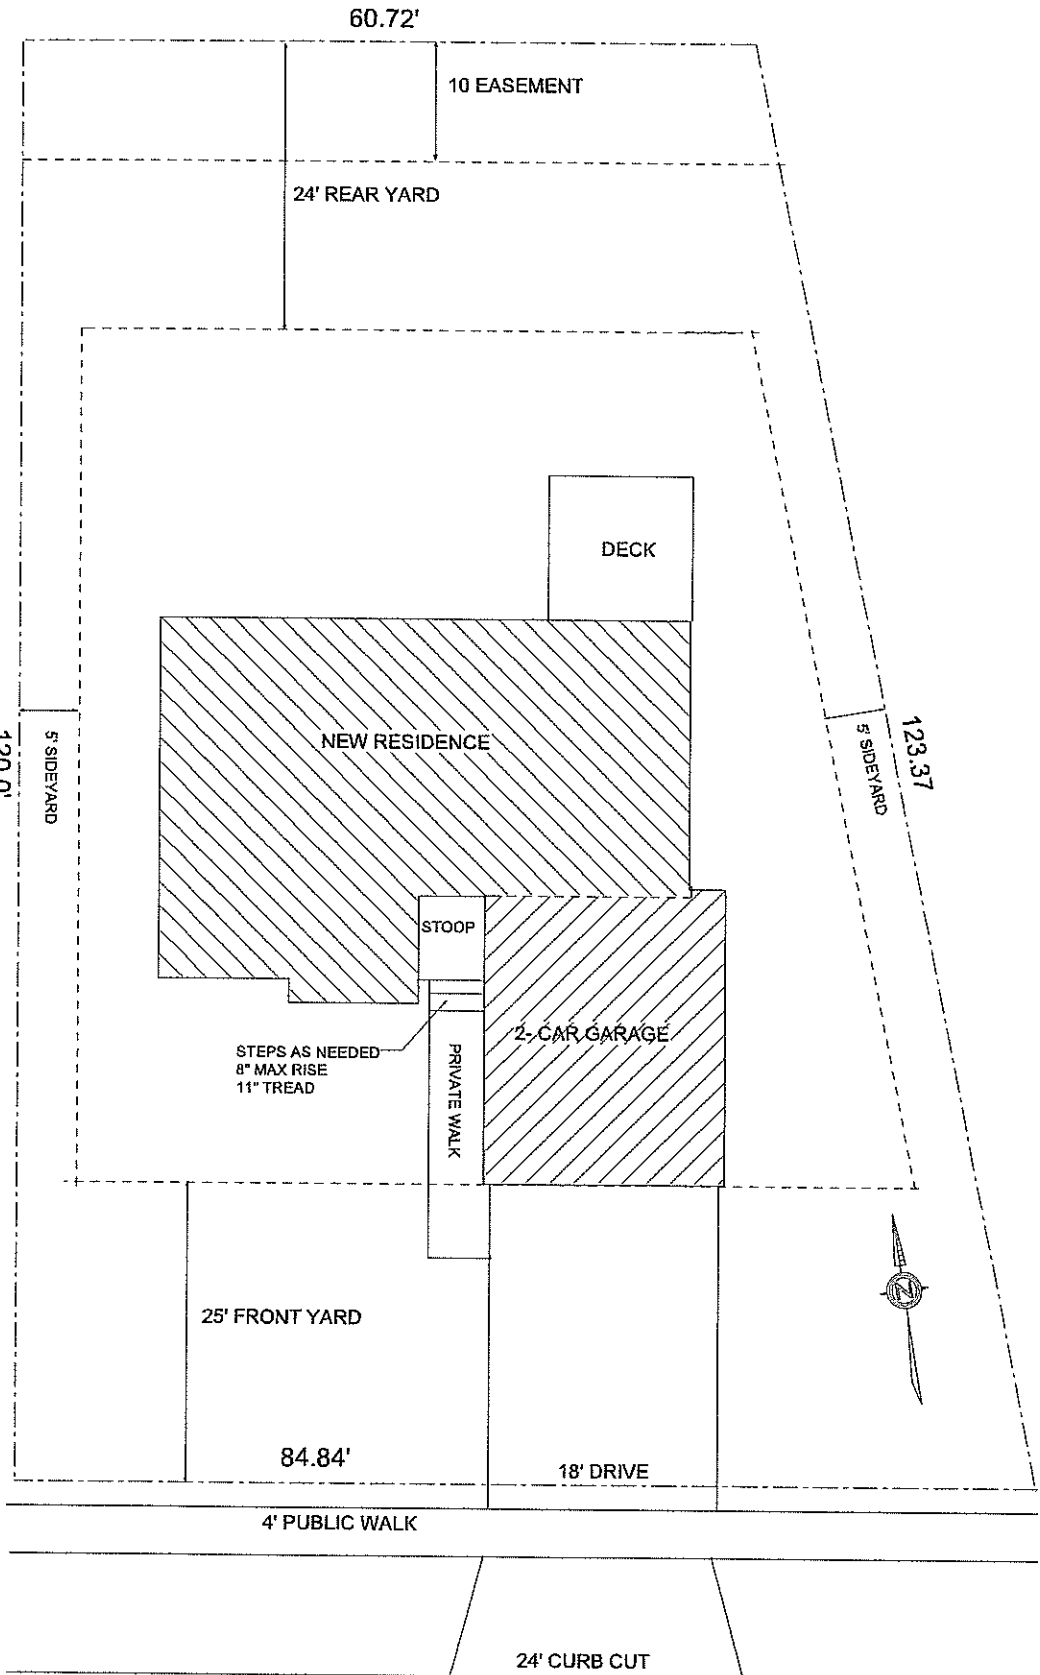 60.72'
10 EASEMENT
24' REAR YARD
DECK
NEW RESIDENCE
5' SIDEYARD
120.0'
123.37
5' SIDEYARD
STOOP
2- CAR GARAGE
STEPS AS NEEDED
8" MAX RISE
11" TREAD
PRIVATE WALK
N
25' FRONT YARD
84.84'
18' DRIVE
4' PUBLIC WALK
24' CURB CUT